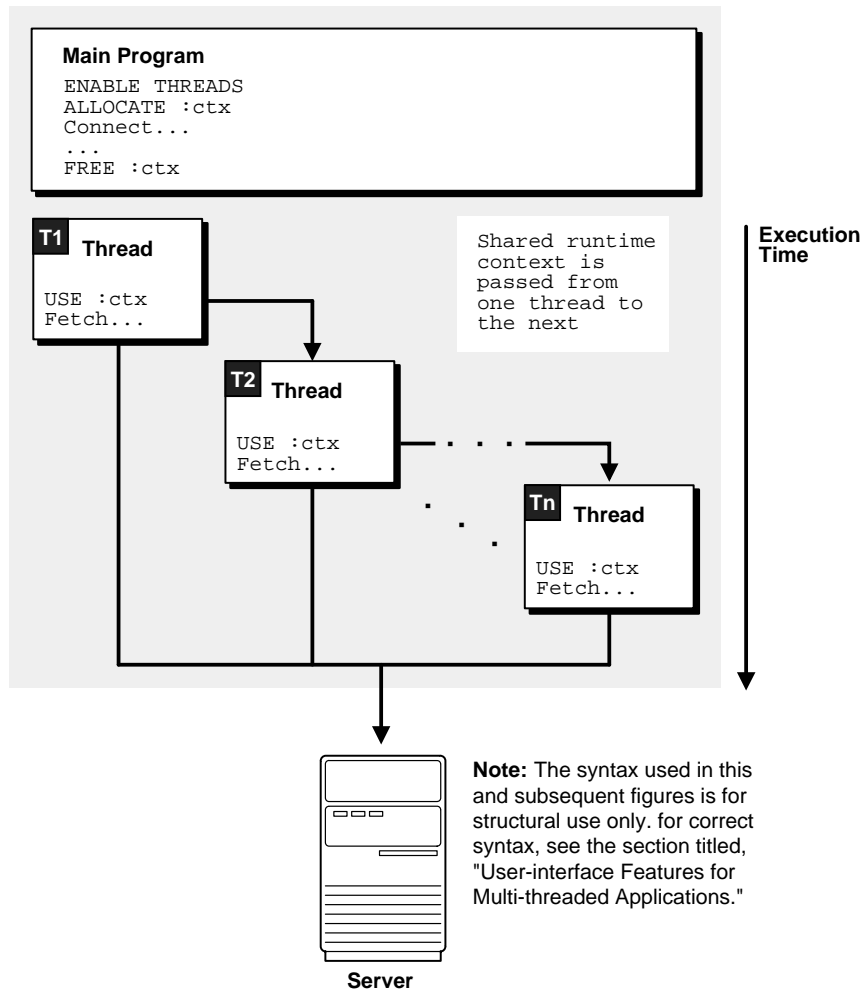 Main Program
ENABLE THREADS
ALLOCATE :ctx
Connect...
...
FREE :ctx
T1
Thread
USE :ctx
Fetch...
Shared runtime
context is
passed from
one thread to
the next
Execution
Time
T2
Thread
USE :ctx
Fetch...
Tn
Thread
USE :ctx
Fetch...
Note: The syntax used in this
and subsequent figures is for
structural use only. for correct
syntax, see the section titled,
"User-interface Features for
Multi-threaded Applications."
Server